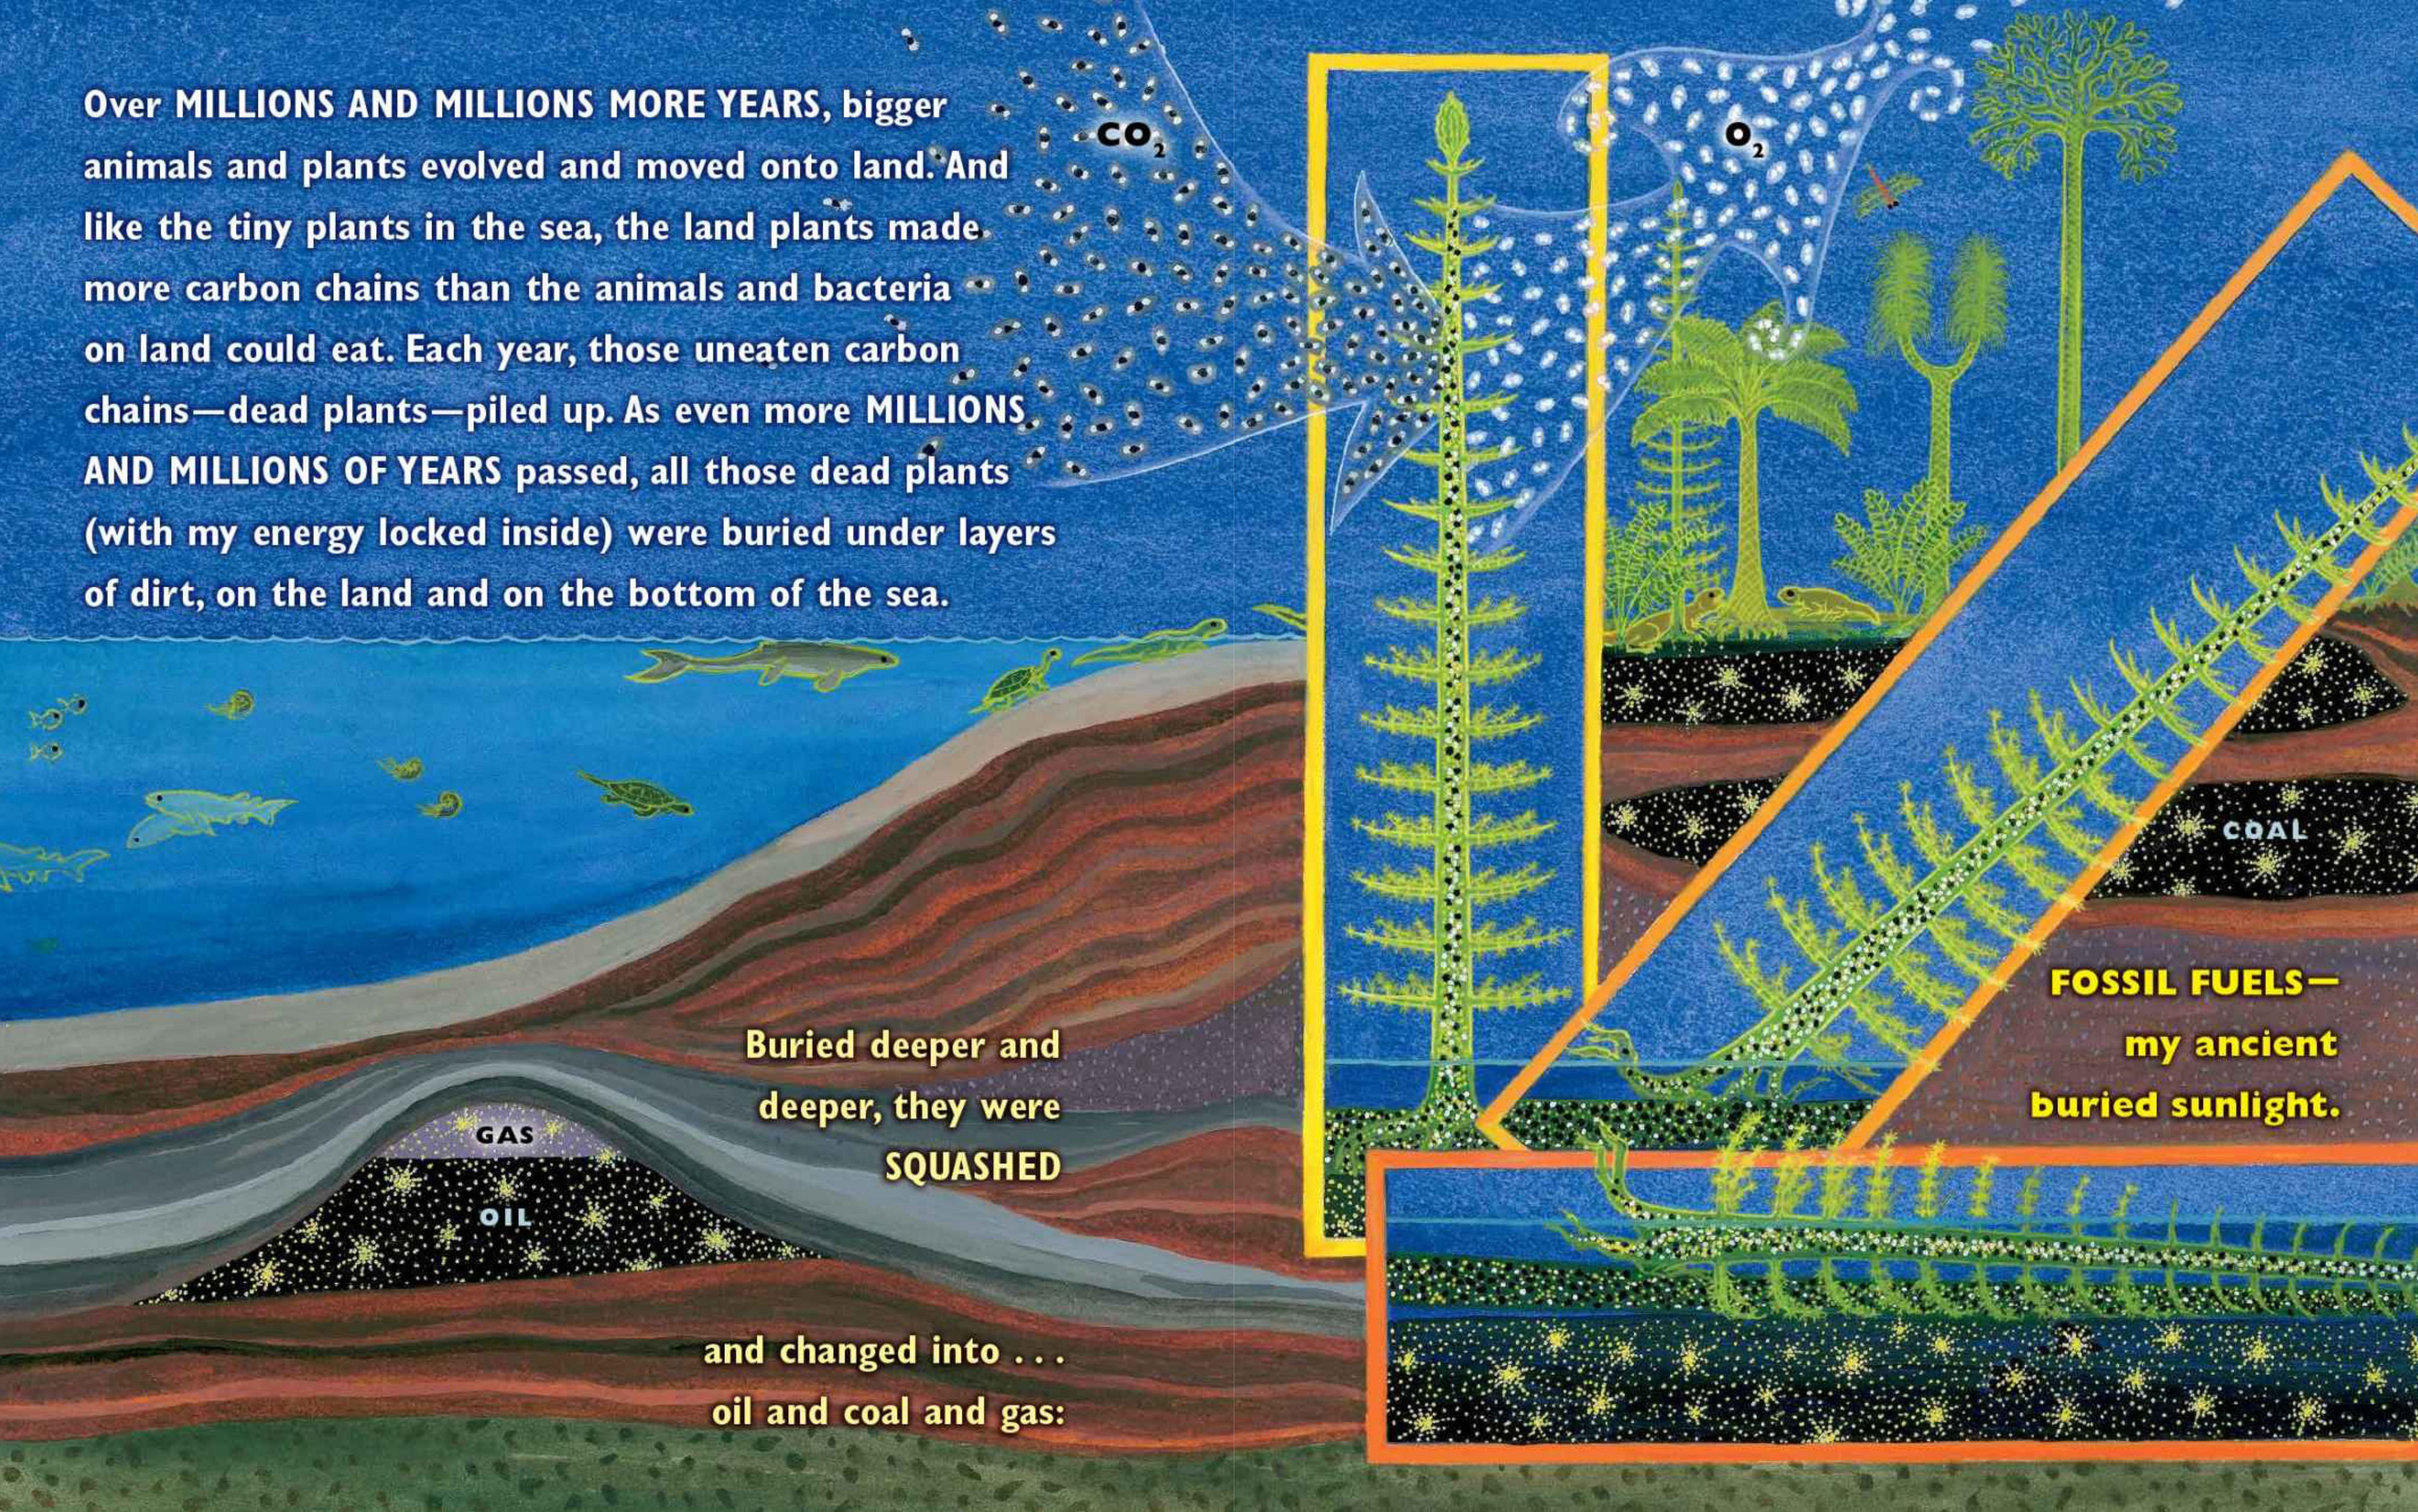 Over MILLIONS AND MILLIONS MORE YEARS, bigger
animals and plants evolved and moved onto land. And
like the tiny plants in the sea, the land plants made
more carbon chains than the animals and bacteria
on land could eat. Each year, those uneaten carbon
chains—dead plants—piled up. As even more MILLIONS
AND MILLIONS OF YEARS passed, all those dead plants
(with my energy locked inside) were buried under layers
of dirt, on the land and on the bottom of the sea.
CO₂
O₂
Buried deeper and
deeper, they were
SQUASHED
GAS
OIL
and changed into . . .
oil and coal and gas:
COAL
FOSSIL FUELS—
my ancient
buried sunlight.